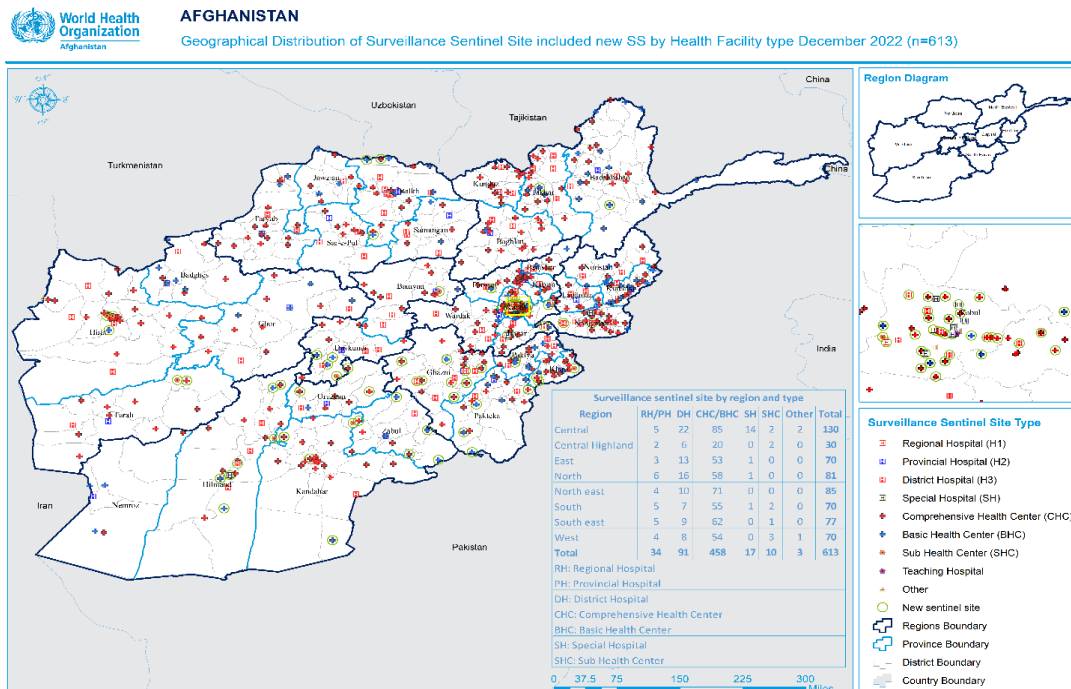 World Health
Organization
Afghanistan
AFGHANISTAN
Geographical Distribution of Surveillance Sentinel Site included new SS by Health Facility type December 2022 (n=613)
China
Uzbekistan
Tajikistan
Turkmenistan
China
Jawzjan
Balkh
Kunduz
Takhar
Badakhshan
Faryab
Sar-e-Pul
Samangan
Baghlan
Badghis
Bamyan
Nuristan
Hirat
Ghor
Wardak
Daykundi
Ghazni
India
Uruzgan
Farah
Zabul
Paktika
Hilmand
Kandahar
Nimroz
Iran
Pakistan
Surveillance sentinel site by region and type
Region RH/PH DH CHC/BHC SH SHC Other Total
Central 5 22 85 14 2 2 130
Central Highland 2 6 20 0 2 0 30
East 3 13 53 1 0 0 70
North 6 16 58 1 0 0 81
North east 4 10 71 0 0 0 85
South 5 7 55 1 2 0 70
South east 5 9 62 0 1 0 77
West 4 8 54 0 3 1 70
Total 34 91 458 17 10 3 613
RH: Regional Hospital
PH: Provincial Hospital
DH: District Hospital
CHC: Comprehensive Health Center
BHC: Basic Health Center
SH: Special Hospital
SHC: Sub Health Center
0 37.5 75 150 225 300
Miles
Region Diagram
Kabul
Surveillance Sentinel Site Type
Regional Hospital (H1)
Provincial Hospital (H2)
District Hospital (H3)
Special Hospital (SH)
Comprehensive Health Center (CHC)
Basic Health Center (BHC)
Sub Health Center (SHC)
Teaching Hospital
Other
New sentinel site
Regions Boundary
Province Boundary
District Boundary
Country Boundary